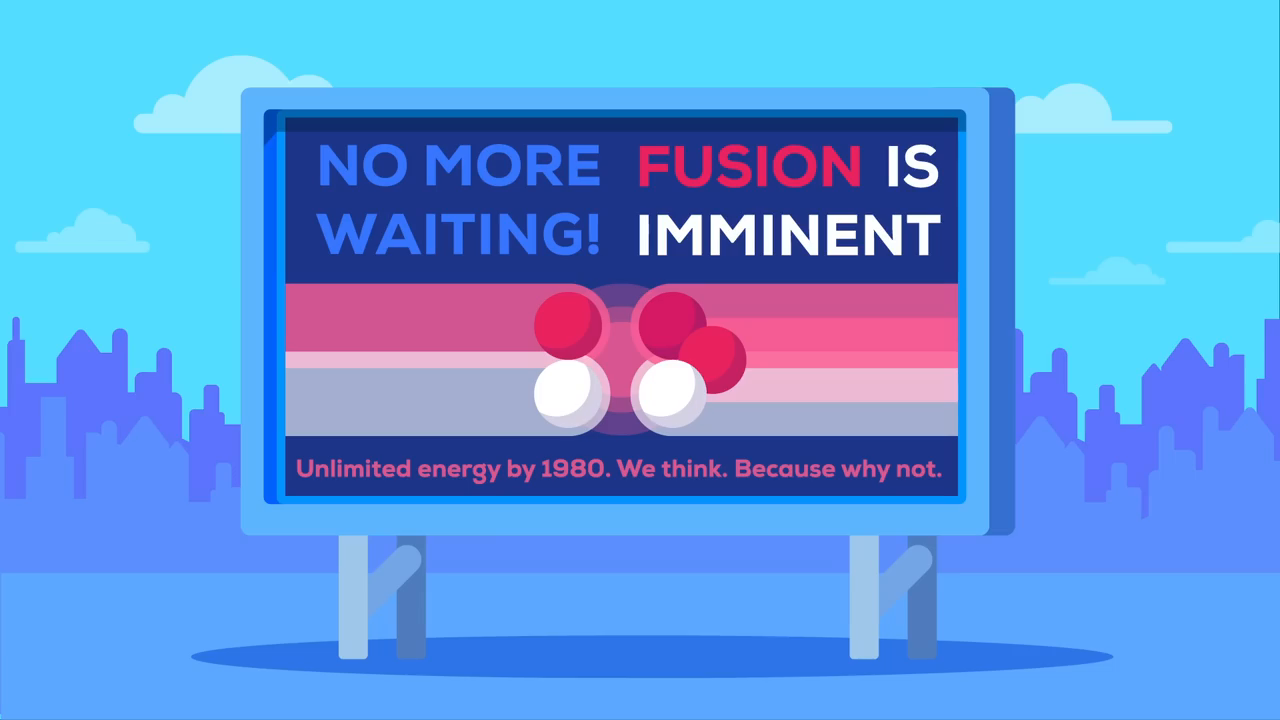 NO MORE
WAITING!
FUSION IS
IMMINENT
Unlimited energy by 1980. We think. Because why not.